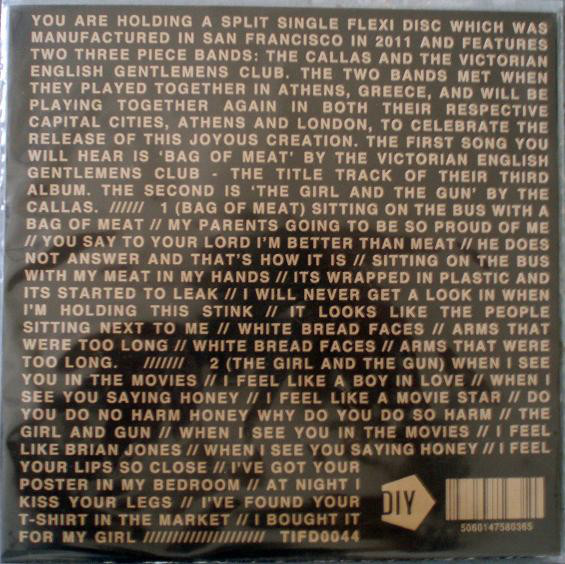 YOU ARE HOLDING A SPLIT SINGLE FLEXI DISC WHICH WAS
MANUFACTURED IN SAN FRANCISCO IN 2011 AND FEATURES
TWO THREE PIECE BANDS: THE CALLAS AND THE VICTORIAN
ENGLISH GENTLEMENS CLUB. THE TWO BANDS MET WHEN
THEY PLAYED TOGETHER IN ATHENS, GREECE, AND WILL BE
PLAYING TOGETHER AGAIN IN BOTH THEIR RESPECTIVE
CAPITAL CITIES, ATHENS AND LONDON, TO CELEBRATE THE
RELEASE OF THIS JOYOUS CREATION. THE FIRST SONG YOU
WILL HEAR IS ‘BAG OF MEAT’ BY THE VICTORIAN ENGLISH
GENTLEMENS CLUB - THE TITLE TRACK OF THEIR THIRD
ALBUM. THE SECOND IS ‘THE GIRL AND THE GUN’ BY THE
CALLAS. ////// 1 (BAG OF MEAT) SITTING ON THE BUS WITH A
BAG OF MEAT // MY PARENTS GOING TO BE SO PROUD OF ME
// YOU SAY TO YOUR LORD I’M BETTER THAN MEAT // HE DOES
NOT ANSWER AND THAT’S HOW IT IS // SITTING ON THE BUS
WITH MY MEAT IN MY HANDS // ITS WRAPPED IN PLASTIC AND
ITS STARTED TO LEAK // I WILL NEVER GET A LOOK IN WHEN
I’M HOLDING THIS STINK // IT LOOKS LIKE THE PEOPLE
SITTING NEXT TO ME // WHITE BREAD FACES // ARMS THAT
WERE TOO LONG // WHITE BREAD FACES // ARMS THAT WERE
TOO LONG. /////// 2 (THE GIRL AND THE GUN) WHEN I SEE
YOU IN THE MOVIES // I FEEL LIKE A BOY IN LOVE // WHEN I
SEE YOU SAYING HONEY // I FEEL LIKE A MOVIE STAR // DO
YOU DO NO HARM HONEY WHY DO YOU DO SO HARM // THE
GIRL AND GUN // WHEN I SEE YOU IN THE MOVIES // I FEEL
LIKE BRIAN JONES // WHEN I SEE YOU SAYING HONEY // I FEEL
YOUR LIPS SO CLOSE // I’VE GOT YOUR
POSTER IN MY BEDROOM // AT NIGHT I
KISS YOUR LEGS // I’VE FOUND YOUR
T-SHIRT IN THE MARKET // I BOUGHT IT
FOR MY GIRL ////////////////////// TIFD0044
DIY
5060147580365